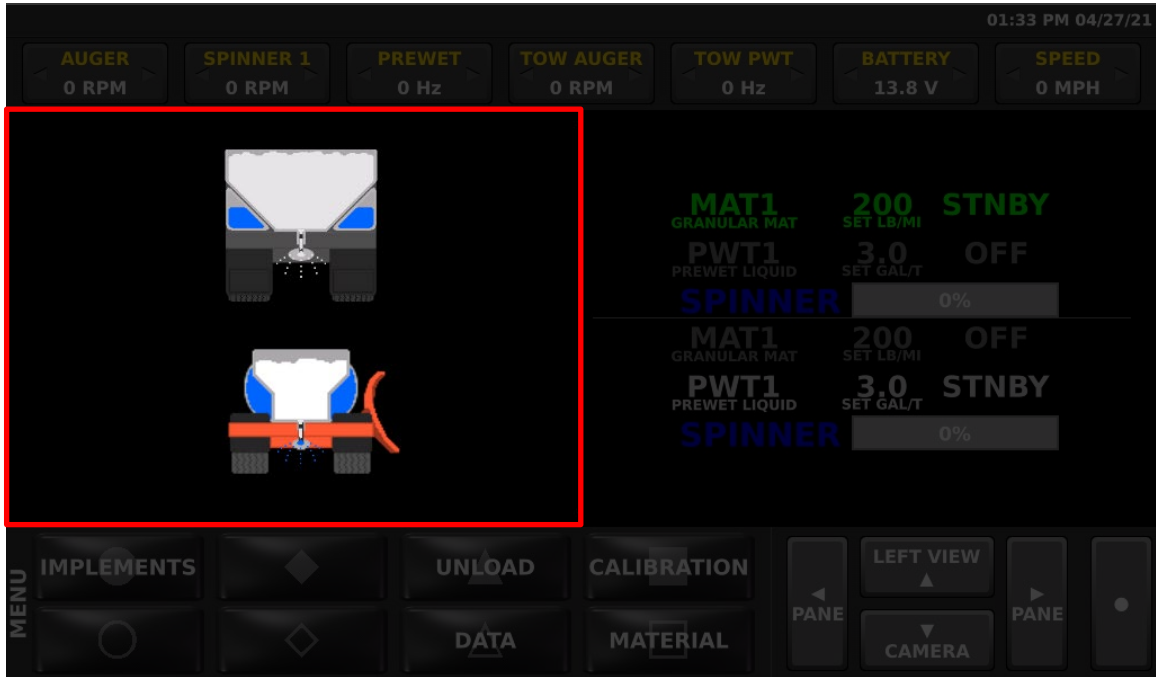 01:33 PM 04/27/21
AUGER SPINNER 1 PREWET TOW AUGER TOW PWT BATTERY SPEED
0 RPM 0 RPM 0 Hz 0 RPM 0 Hz 13.8 V 0 MPH
MAT1 200 STNBY
GRANULAR MAT SET LB/MI
PWT1 3.0 OFF
PREWET LIQUID SET GAL/T
SPINNER 0%
MAT1 200 OFF
GRANULAR MAT SET LB/MI
PWT1 3.0 STNBY
PREWET LIQUID SET GAL/T
SPINNER 0%
MENU
IMPLEMENTS UNLOAD CALIBRATION
DATA MATERIAL
PANE
LEFT VIEW
CAMERA
PANE